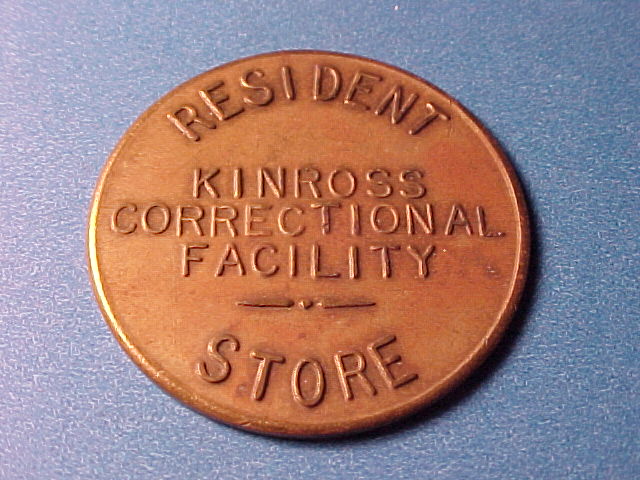 RESIDENT
KINROSS
CORRECTIONAL
FACILITY
STORE